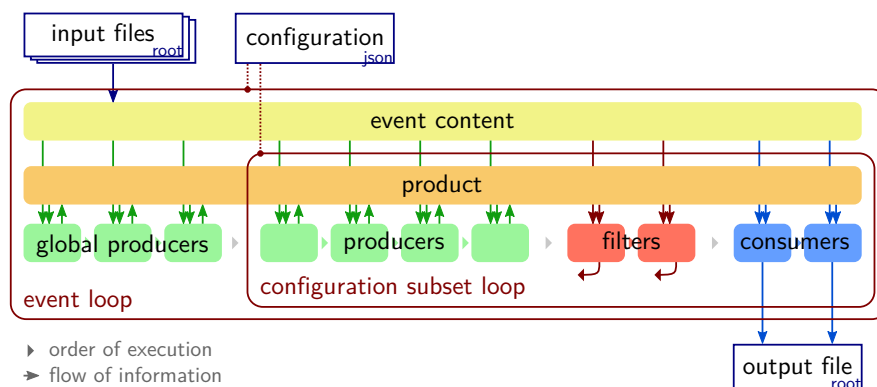 input files
root
configuration
json
event content
product
global producers
producers
filters
consumers
configuration subset loop
event loop
order of execution
flow of information
output file
root